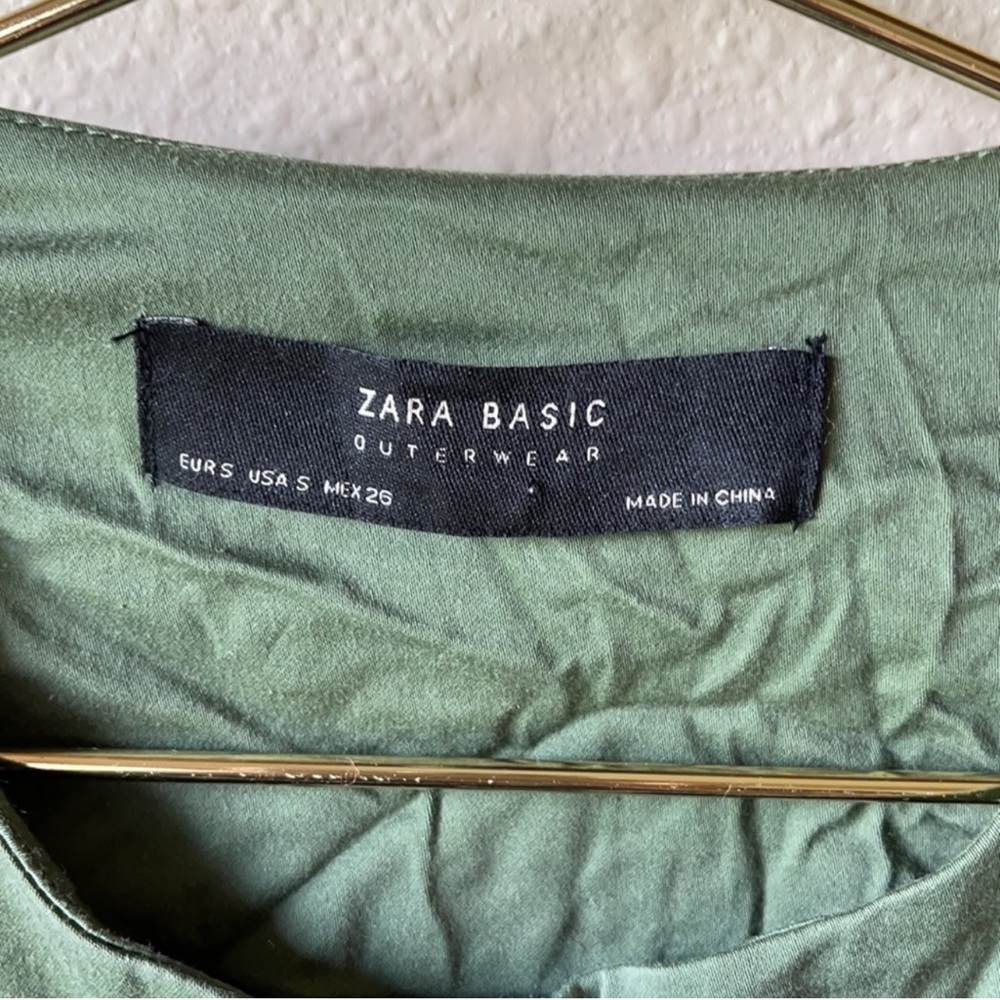 ZARA BASIC
OUTERWEAR
EUR S USA S MEX 26
MADE IN CHINA